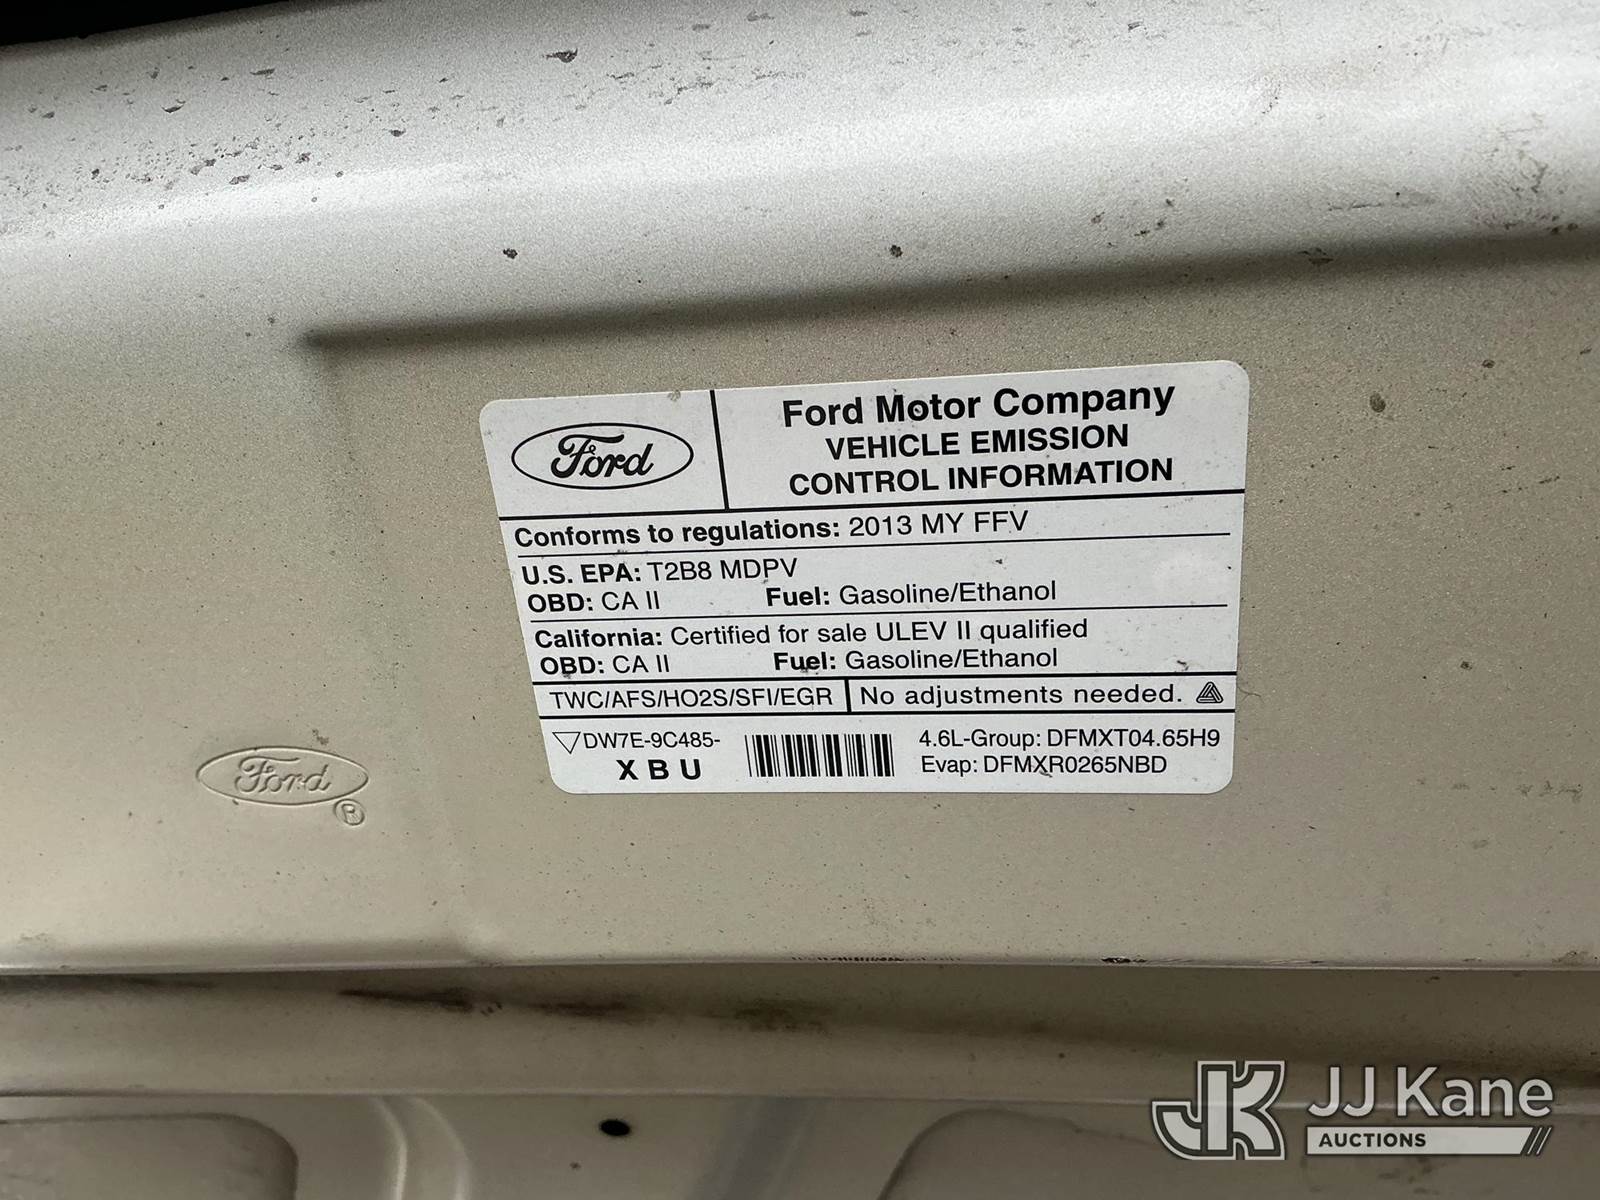 Ford
Ford Motor Company
VEHICLE EMISSION
CONTROL INFORMATION
Conforms to regulations: 2013 MY FFV
U.S. EPA: T2B8 MDPV
OBD: CA II Fuel: Gasoline/Ethanol
California: Certified for sale ULEV II qualified
OBD: CA II Fuel: Gasoline/Ethanol
TWC/AFS/HO2S/SFI/EGR No adjustments needed.
DW7E-9C485-
X B U
4.6L-Group: DFMXT04.65H9
Evap: DFMXR0265NBD
Ford
R
JK JJ Kane
AUCTIONS